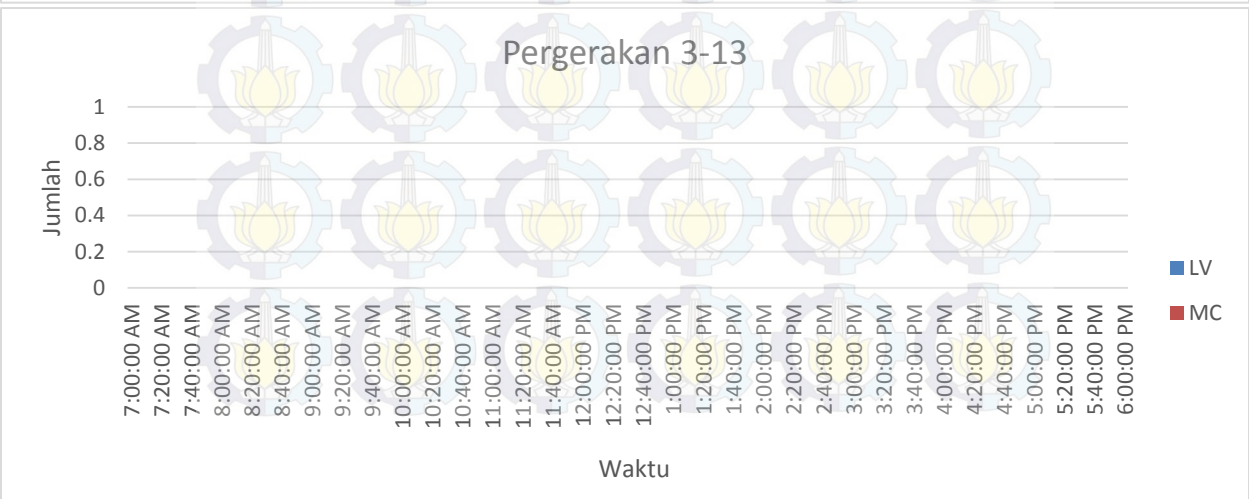 Pergerakan 3-13
Jumlah
1
0.8
0.6
0.4
0.2
0
LV
MC
7:00:00 AM
7:20:00 AM
7:40:00 AM
8:00:00 AM
8:20:00 AM
8:40:00 AM
9:00:00 AM
9:20:00 AM
9:40:00 AM
10:00:00 AM
10:20:00 AM
10:40:00 AM
11:00:00 AM
11:20:00 AM
11:40:00 AM
12:00:00 PM
12:20:00 PM
12:40:00 PM
1:00:00 PM
1:20:00 PM
1:40:00 PM
2:00:00 PM
2:20:00 PM
2:40:00 PM
3:00:00 PM
3:20:00 PM
3:40:00 PM
4:00:00 PM
4:20:00 PM
4:40:00 PM
5:00:00 PM
5:20:00 PM
5:40:00 PM
6:00:00 PM
Waktu